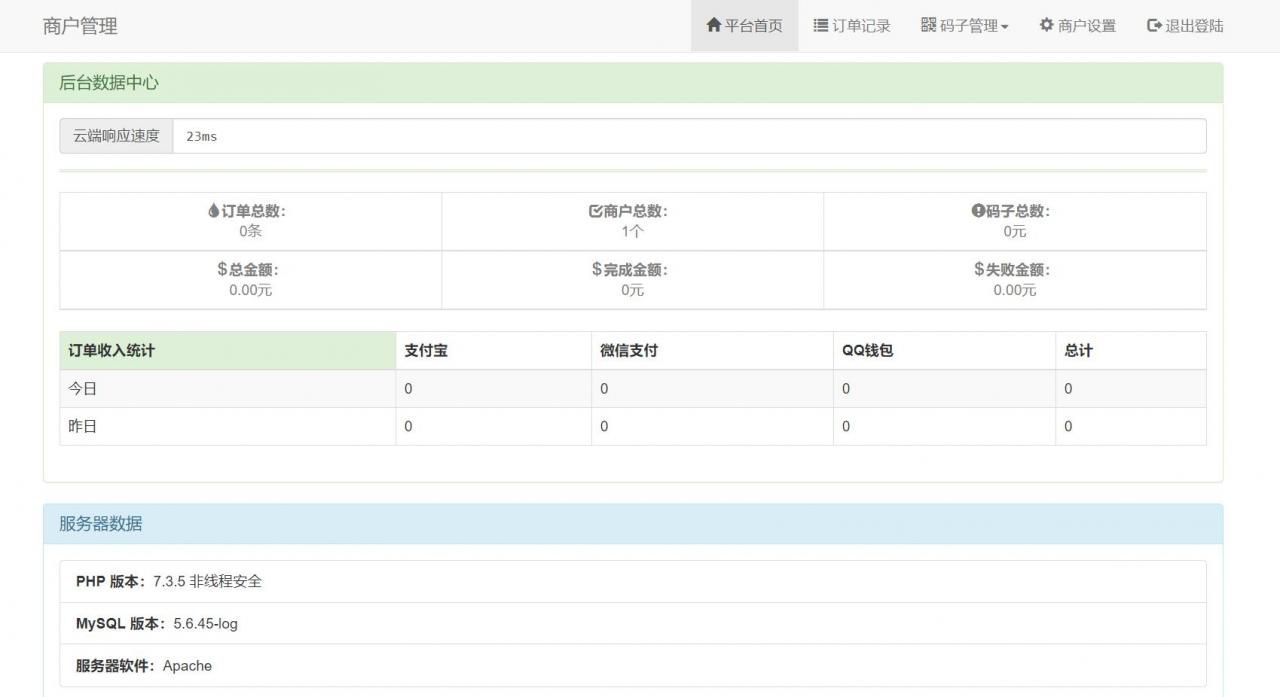 商户管理 平台首页 订单记录 码子管理 商户设置 退出登陆
后台数据中心
云端响应速度 23ms
订单总数： 商户总数： 码子总数：
0条 1个 0元
$总金额： $完成金额： $失败金额：
0.00元 0元 0.00元
订单收入统计 支付宝 微信支付 QQ钱包 总计
今日 0 0 0 0
昨日 0 0 0 0
服务器数据
PHP 版本：7.3.5 非线程安全
MySQL 版本：5.6.45-log
服务器软件：Apache